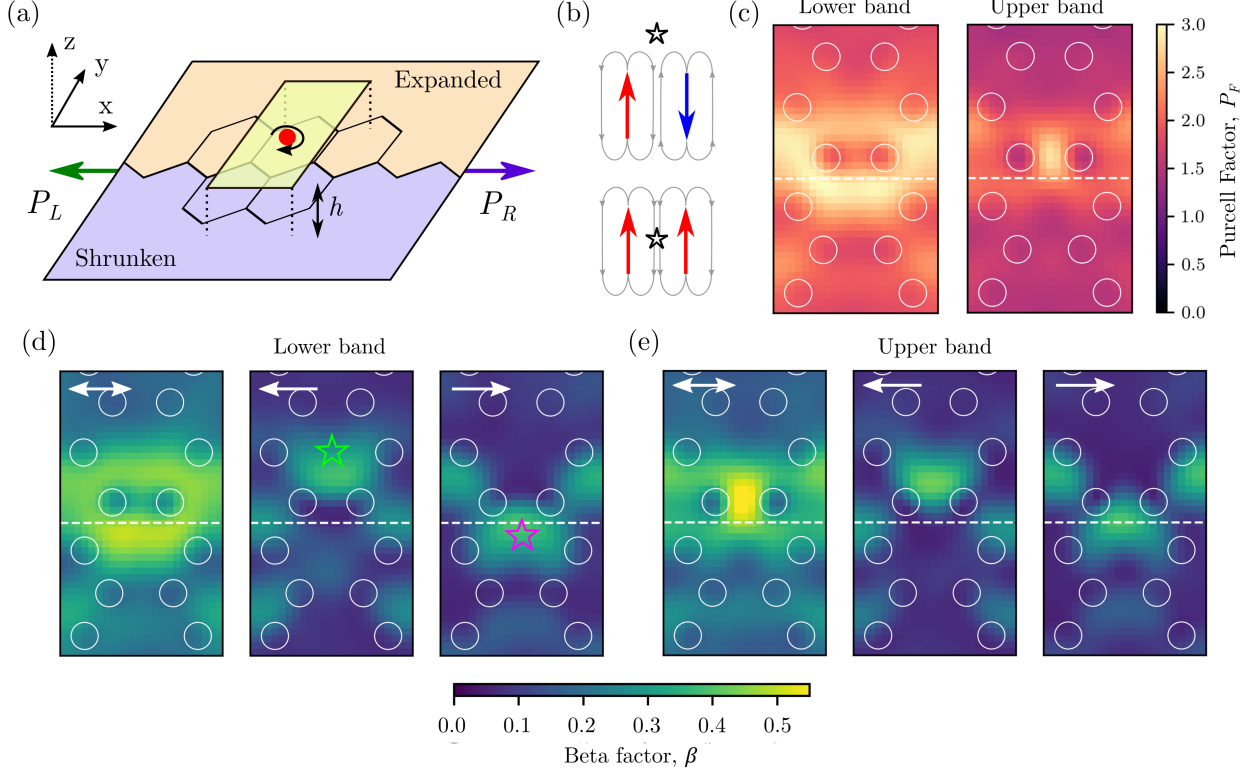 (a)
z
y
x
Expanded
P_L
P_R
h
Shrunken
(b)
(c)
Lower band
Upper band
3.0
2.5
2.0
1.5
1.0
0.5
0.0
Purcell Factor, P_F
(d)
Lower band
(e)
Upper band
0.0 0.1 0.2 0.3 0.4 0.5
Beta factor, β